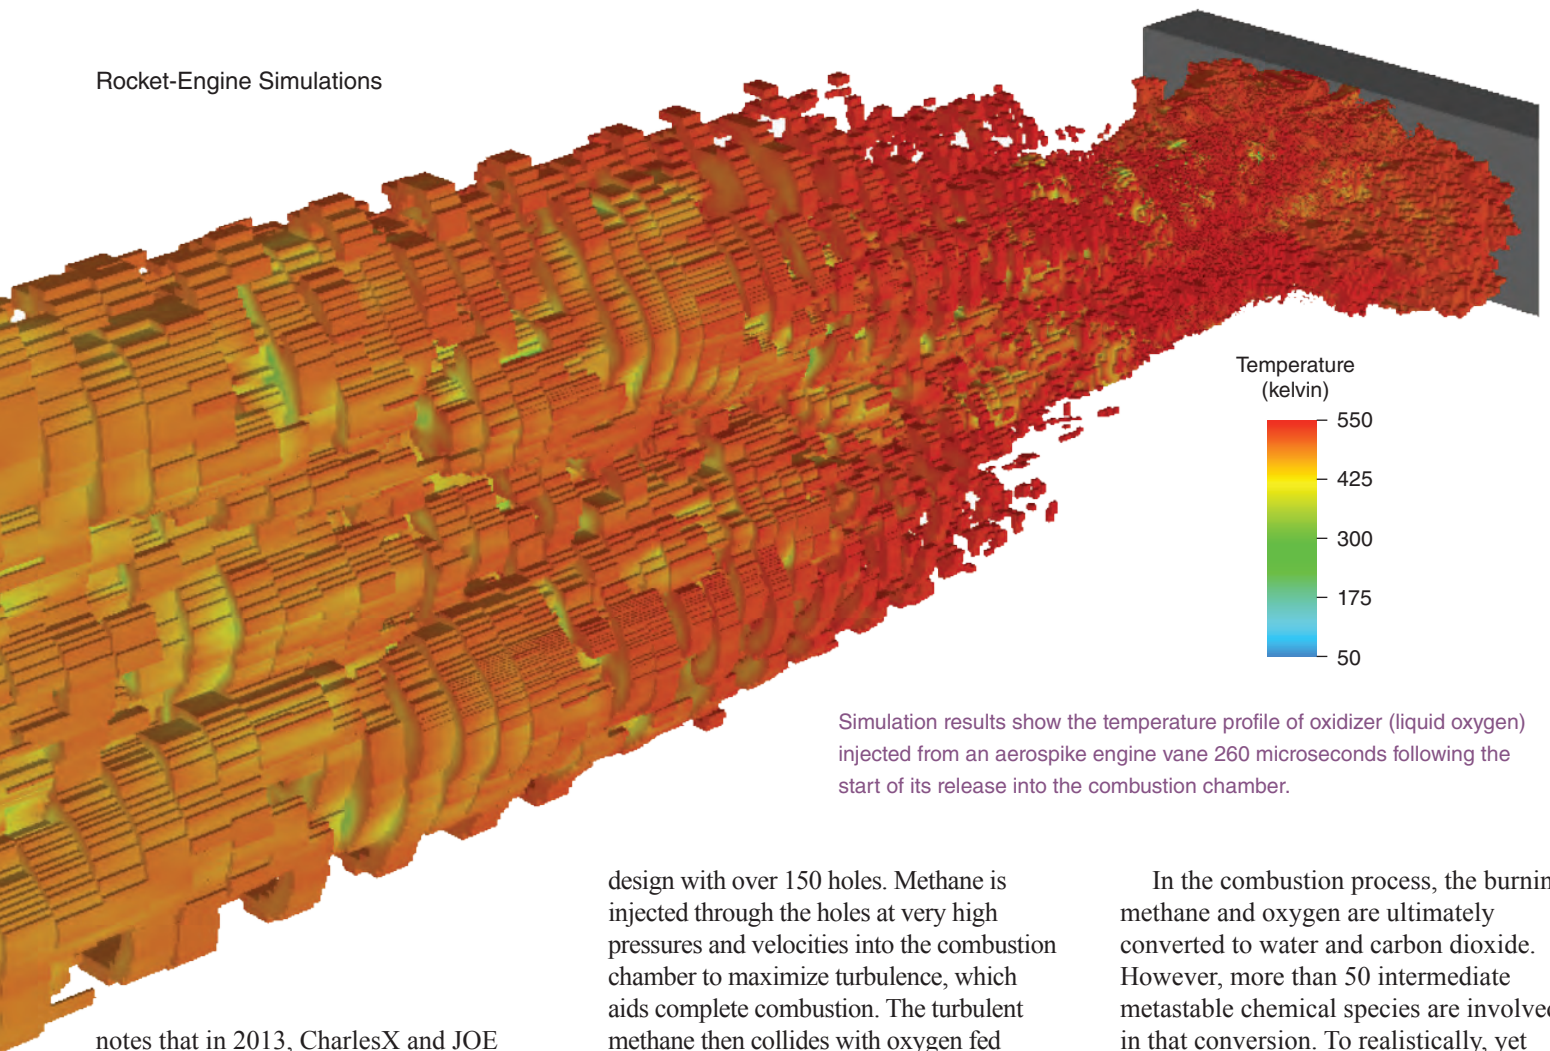 Rocket-Engine Simulations
Temperature
(kelvin)
550
425
300
175
50
Simulation results show the temperature profile of oxidizer (liquid oxygen)
injected from an aerospike engine vane 260 microseconds following the
start of its release into the combustion chamber.
notes that in 2013, CharlesX and JOE
design with over 150 holes. Methane is
injected through the holes at very high
pressures and velocities into the combustion
chamber to maximize turbulence, which
aids complete combustion. The turbulent
methane then collides with oxygen fed
In the combustion process, the burnin
methane and oxygen are ultimately
converted to water and carbon dioxide.
However, more than 50 intermediate
metastable chemical species are involved
in that conversion. To realistically, yet